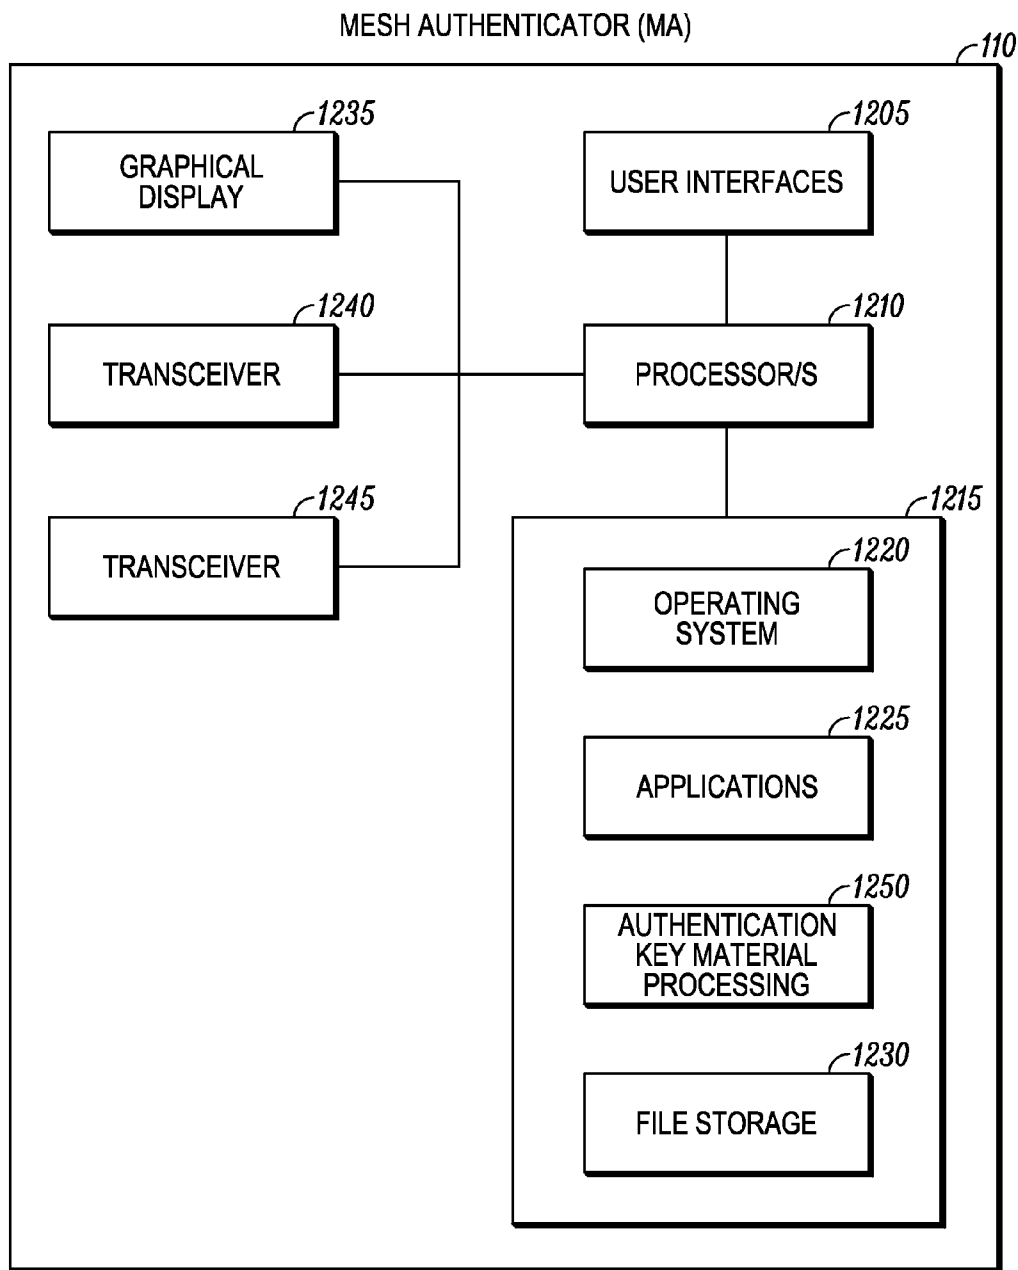 MESH AUTHENTICATOR (MA)
110
1235
GRAPHICAL
DISPLAY
1205
USER INTERFACES
1240
TRANSCEIVER
1210
PROCESSOR/S
1245
TRANSCEIVER
1215
1220
OPERATING
SYSTEM
1225
APPLICATIONS
1250
AUTHENTICATION
KEY MATERIAL
PROCESSING
1230
FILE STORAGE